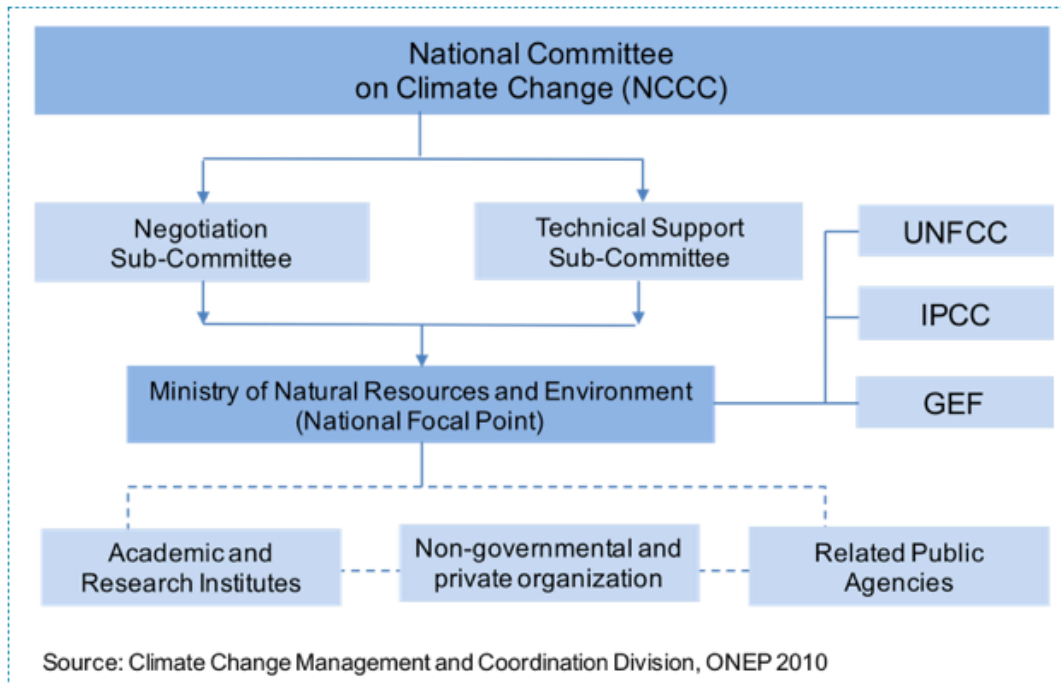 National Committee
on Climate Change (NCCC)
Negotiation
Sub-Committee
Technical Support
Sub-Committee
UNFCC
IPCC
Ministry of Natural Resources and Environment
(National Focal Point)
GEF
Academic and
Research Institutes
Non-governmental and
private organization
Related Public
Agencies
Source: Climate Change Management and Coordination Division, ONEP 2010